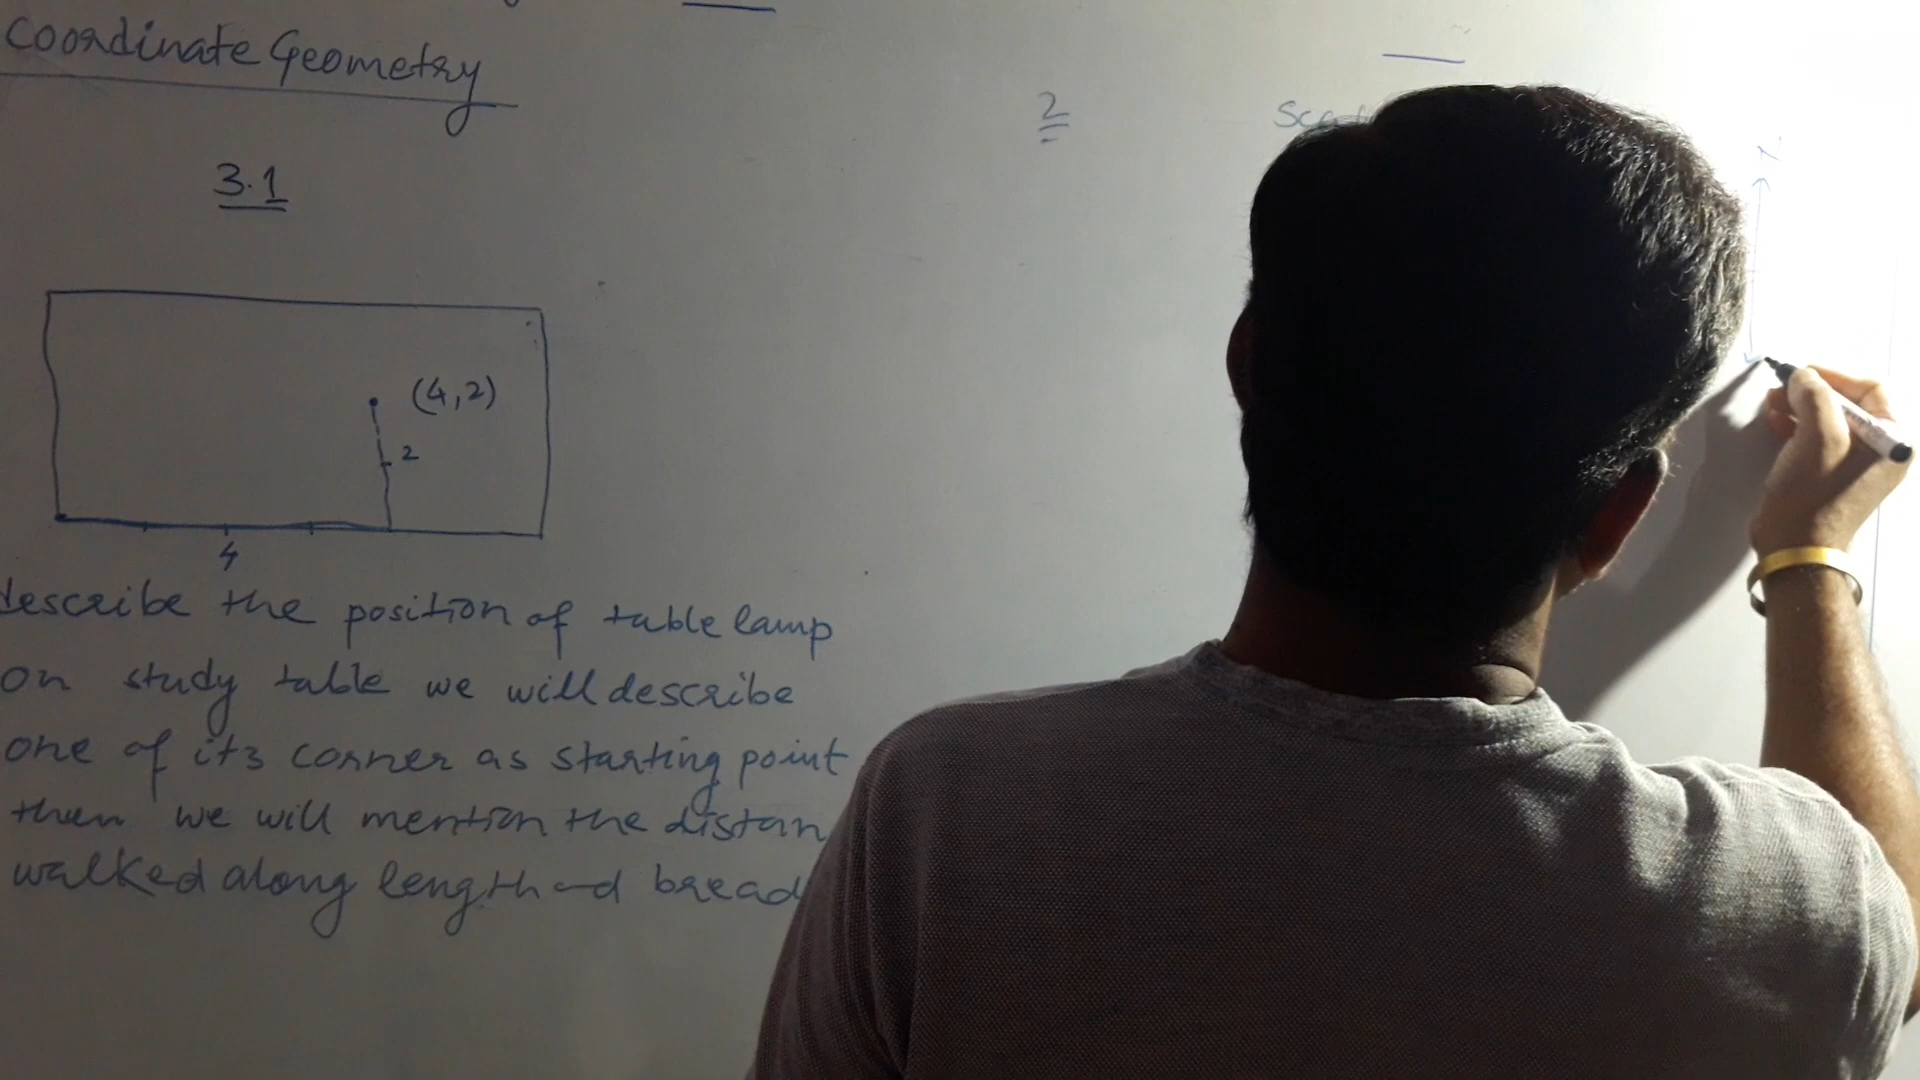 Coordinate Geometry
3.1
(4,2)
2
4
describe the position of table lamp
on study table we will describe
one of its corner as starting point
then we will mention the distan
walked along length and bread
2
N